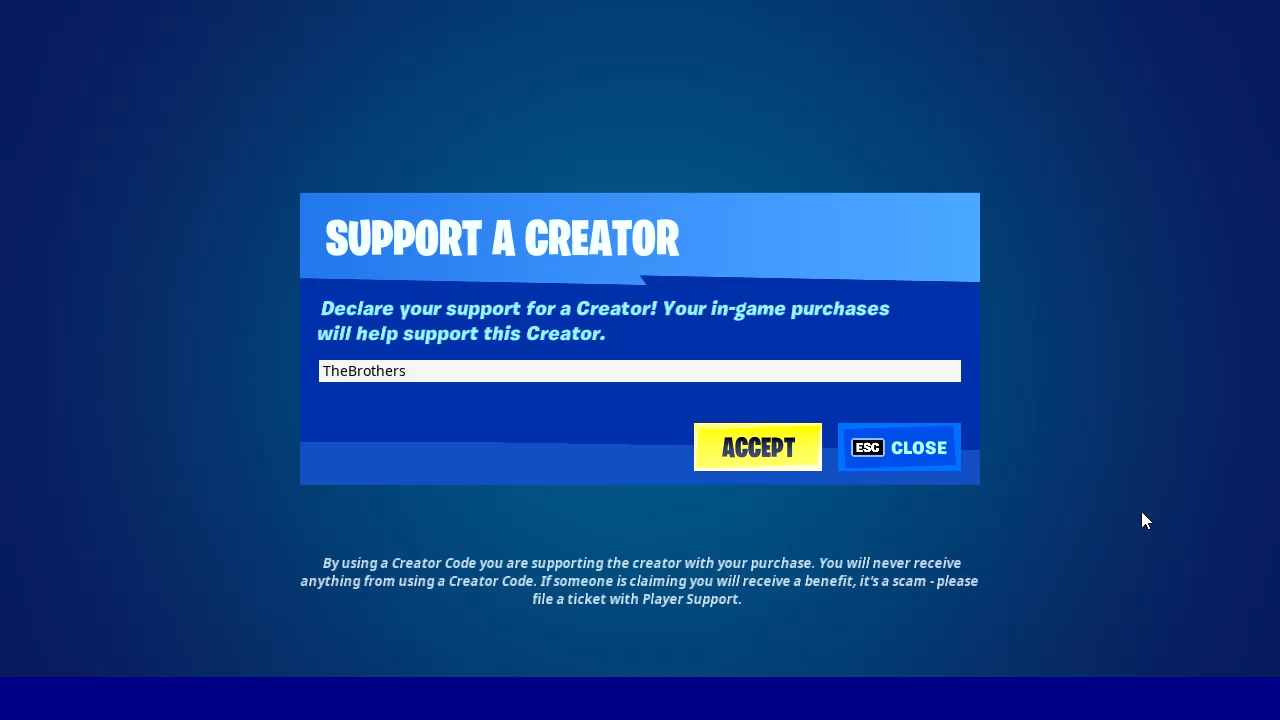 SUPPORT A CREATOR
Declare your support for a Creator! Your in-game purchases
will help support this Creator.
TheBrothers
ACCEPT
ESC CLOSE
By using a Creator Code you are supporting the creator with your purchase. You will never receive
anything from using a Creator Code. If someone is claiming you will receive a benefit, it's a scam - please
file a ticket with Player Support.